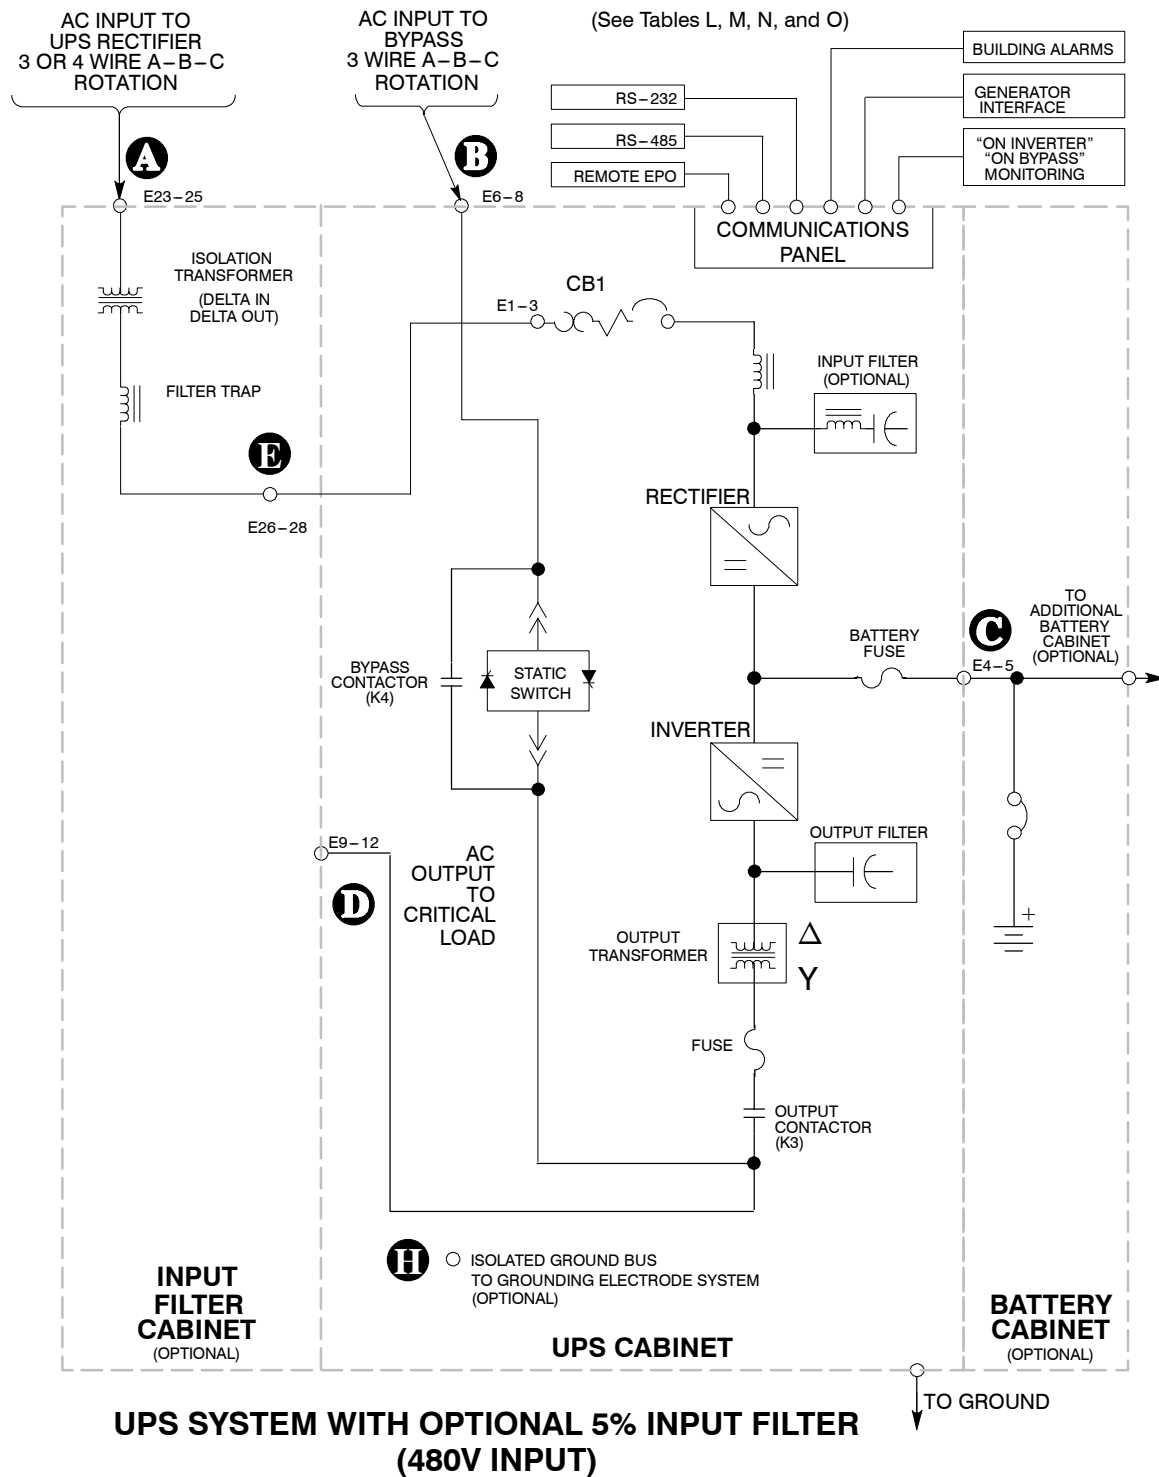 AC INPUT TO
UPS RECTIFIER
3 OR 4 WIRE A-B-C
ROTATION
AC INPUT TO
BYPASS
3 WIRE A-B-C
ROTATION
(See Tables L, M, N, and O)
RS-232
RS-485
REMOTE EPO
BUILDING ALARMS
GENERATOR
INTERFACE
“ON INVERTER”
“ON BYPASS”
MONITORING
A
B
E23-25
E6-8
COMMUNICATIONS
PANEL
ISOLATION
TRANSFORMER
(DELTA IN
DELTA OUT)
CB1
E1-3
FILTER TRAP
INPUT FILTER
(OPTIONAL)
E
E26-28
RECTIFIER
BYPASS
CONTACTOR
(K4)
STATIC
SWITCH
BATTERY
FUSE
C
E4-5
TO
ADDITIONAL
BATTERY
CABINET
(OPTIONAL)
INVERTER
E9-12
D
AC
OUTPUT
TO
CRITICAL
LOAD
OUTPUT FILTER
+
OUTPUT
TRANSFORMER
Δ
Y
FUSE
OUTPUT
CONTACTOR
(K3)
H
ISOLATED GROUND BUS
TO GROUNDING ELECTRODE SYSTEM
(OPTIONAL)
INPUT
FILTER
CABINET
(OPTIONAL)
UPS CABINET
BATTERY
CABINET
(OPTIONAL)
TO GROUND
UPS SYSTEM WITH OPTIONAL 5% INPUT FILTER
(480V INPUT)